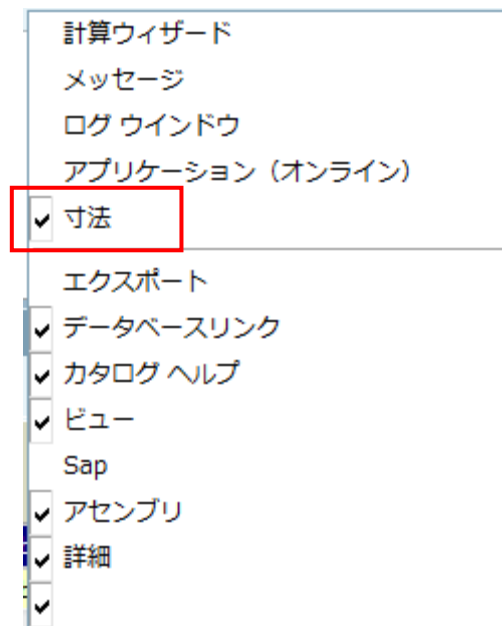 計算ウィザード
メッセージ
ログ ウインドウ
アプリケーション（オンライン）
寸法
エクスポート
データベースリンク
カタログ ヘルプ
ビュー
Sap
アセンブリ
詳細